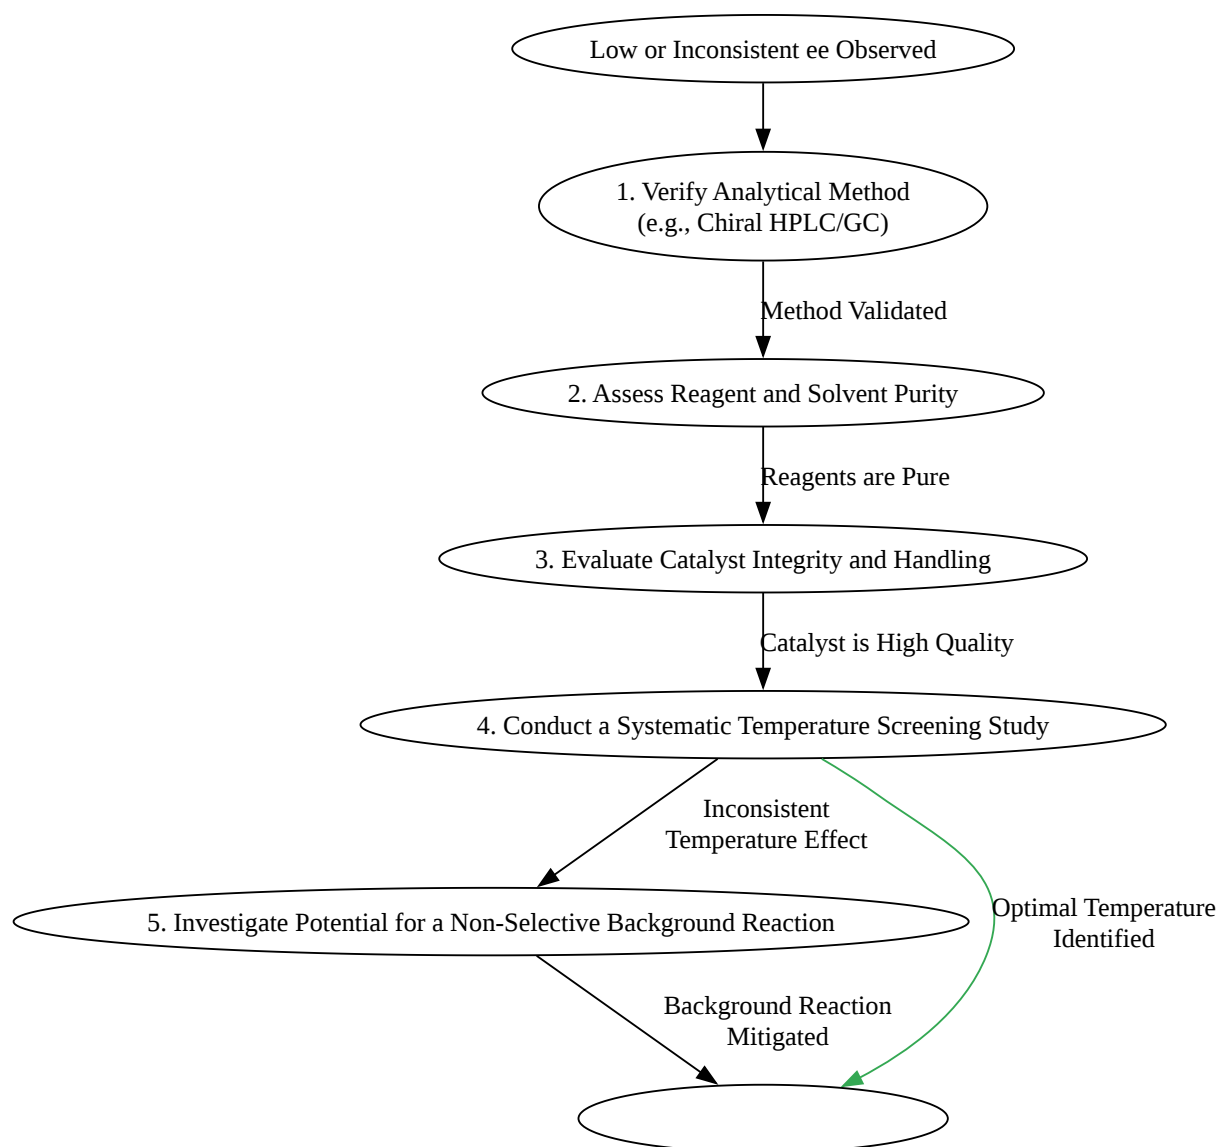 Low or Inconsistent ee Observed
1. Verify Analytical Method
(e.g., Chiral HPLC/GC)
Method Validated
2. Assess Reagent and Solvent Purity
Reagents are Pure
3. Evaluate Catalyst Integrity and Handling
Catalyst is High Quality
4. Conduct a Systematic Temperature Screening Study
Inconsistent
Temperature Effect
Optimal Temperature
Identified
5. Investigate Potential for a Non-Selective Background Reaction
Background Reaction
Mitigated